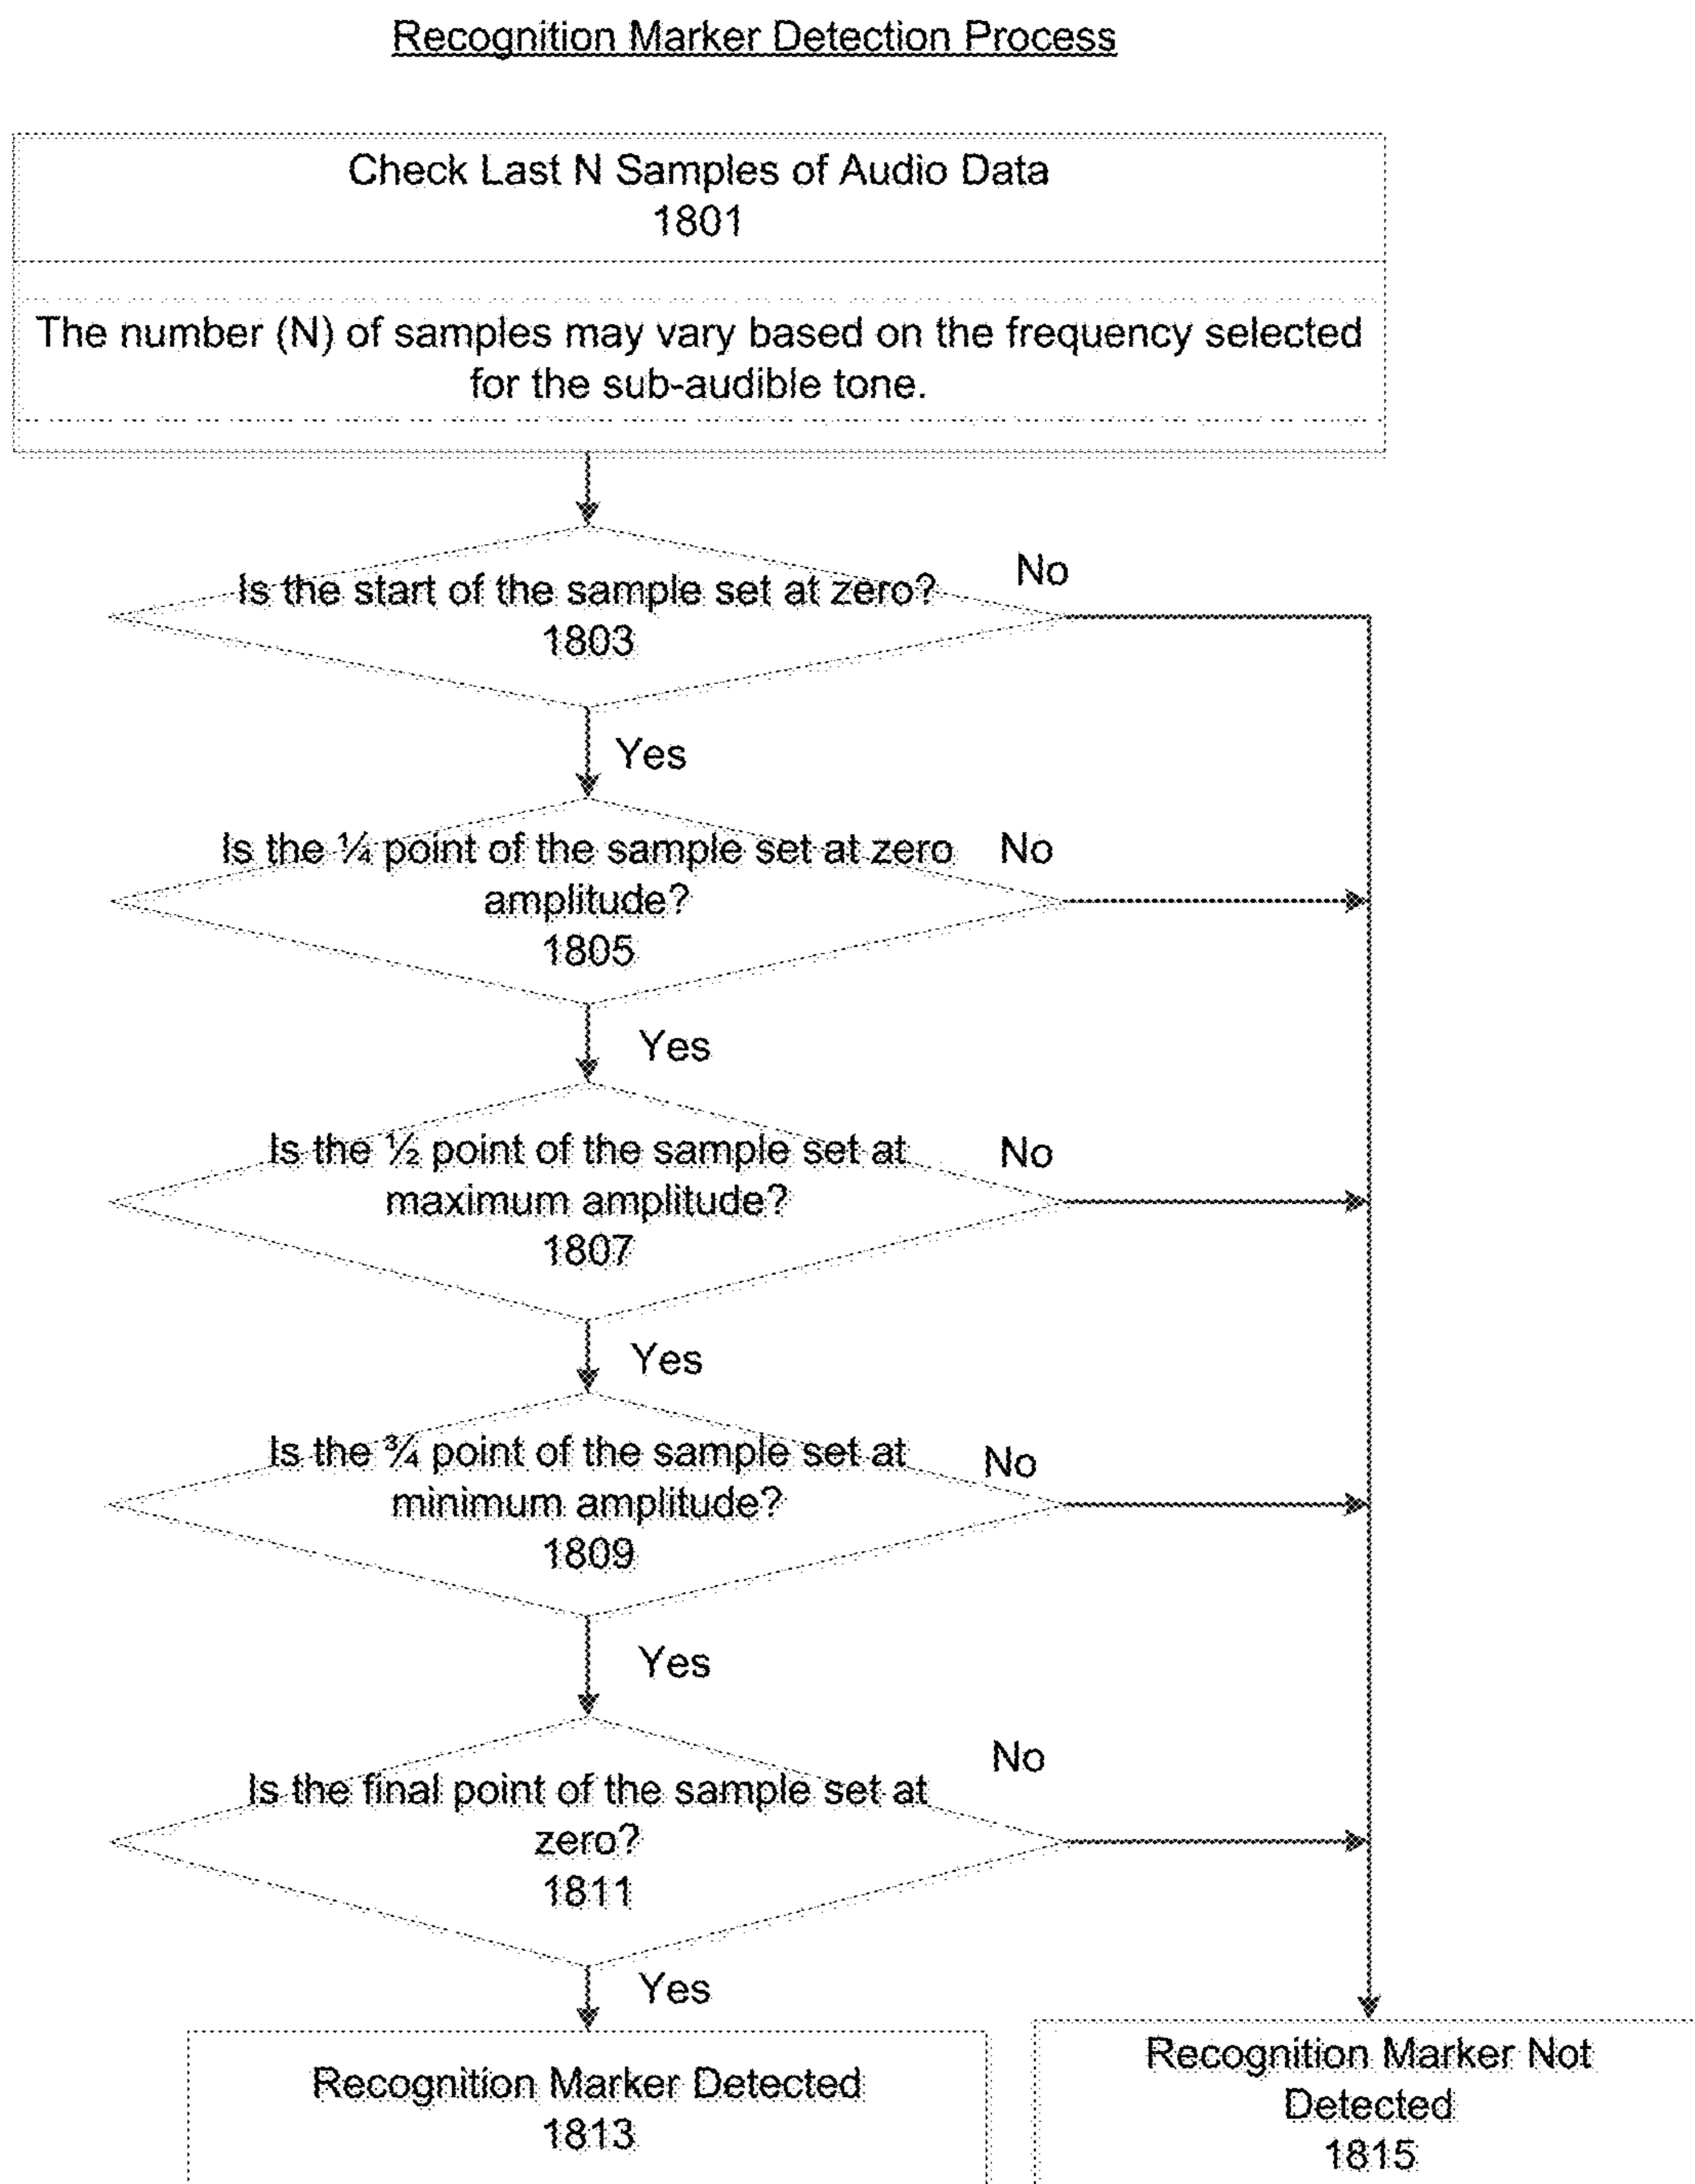 Recognition Marker Detection Process
Check Last N Samples of Audio Data
1801
The number (N) of samples may vary based on the frequency selected
for the sub-audible tone.
Is the start of the sample set at zero?
No
1803
Yes
Is the ¼ point of the sample set at zero
No
amplitude?
1805
Yes
Is the ½ point of the sample set at
No
maximum amplitude?
1807
Yes
Is the ¾ point of the sample set at
No
minimum amplitude?
1809
Yes
Is the final point of the sample set at
No
zero?
1811
Yes
Recognition Marker Detected
1813
Recognition Marker Not
Detected
1815